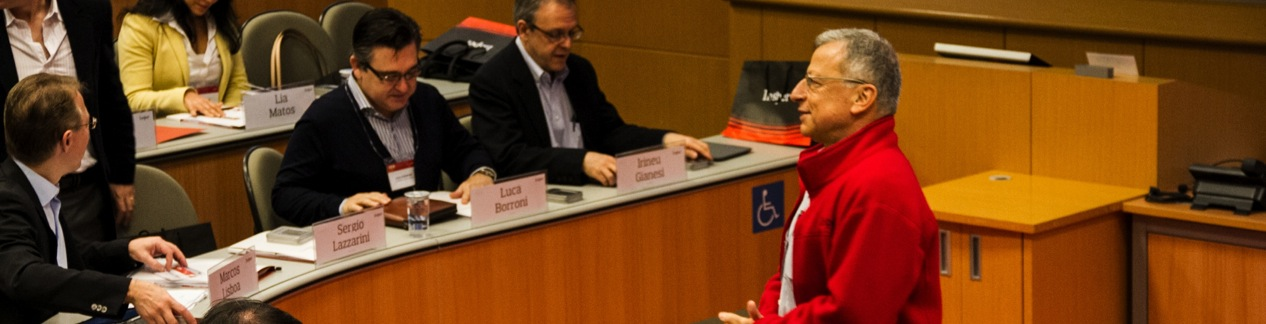 Lia
Matos
Irineu
Gianesi
Luca
Borroni
Sergio
Lazzarini
Marcos
Lisboa